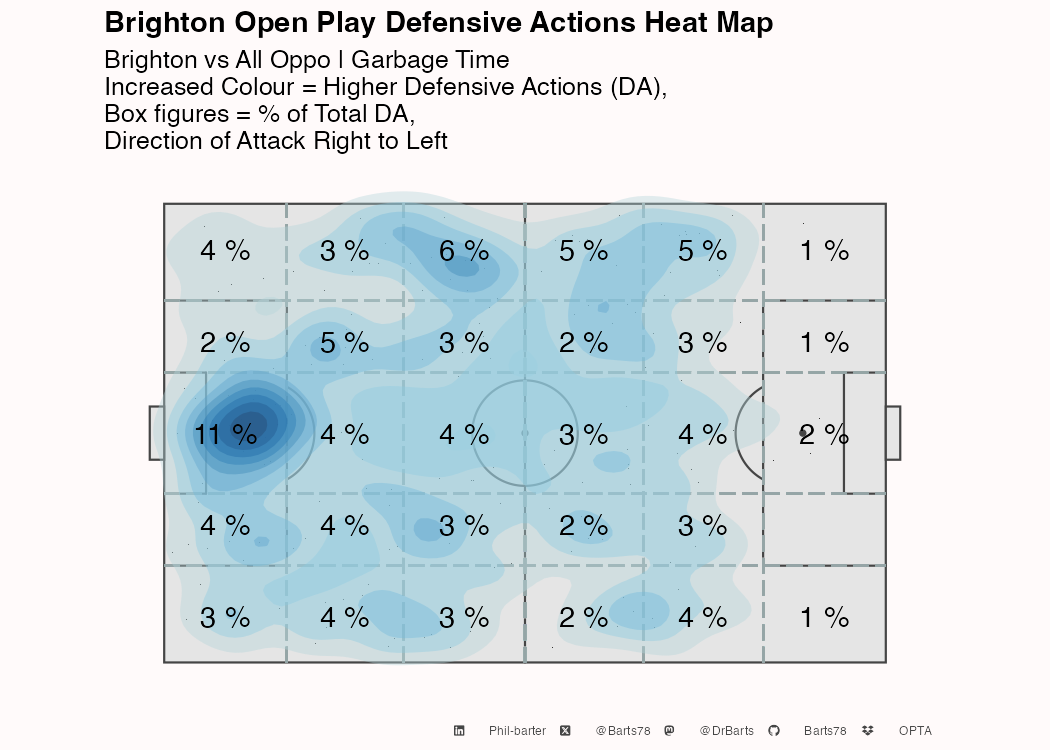 Brighton Open Play Defensive Actions Heat Map
Brighton vs All Oppo | Garbage Time
Increased Colour = Higher Defensive Actions (DA),
Box figures = % of Total DA,
Direction of Attack Right to Left
4 % 3 % 6 % 5 % 5 % 1 %
2 % 5 % 3 % 2 % 3 % 1 %
11 % 4 % 4 % 3 % 4 % 2 %
4 % 4 % 3 % 2 % 3 %
3 % 4 % 3 % 2 % 4 % 1 %
Phil-barter @Barts78 @DrBarts Barts78 OPTA